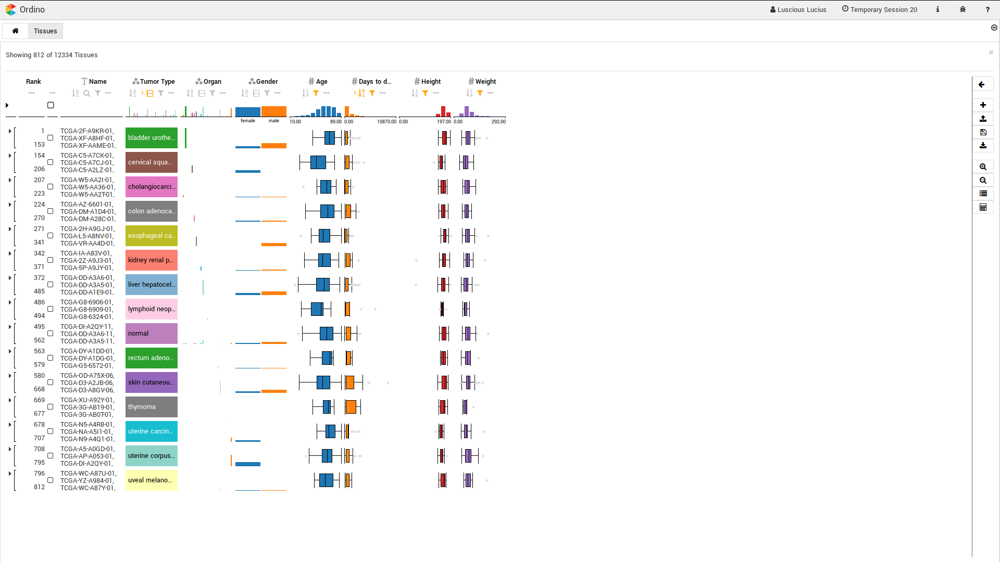 Ordino
Luscious Lucius
Temporary Session 20
Tissues
Showing 812 of 12334 Tissues
Rank
Name
Tumor Type
Organ
Gender
Age
Days to d...
Height
Weight
female
male
10.00
89.00
0.00
10870.00
0.00
197.00
0.00
292.00
1
153
TCGA-2F-A9KR-01,
TCGA-XF-A8HF-01,
TCGA-XF-AAME-01,
bladder urothe...
154
206
TCGA-C5-A7CK-01,
TCGA-C5-A7CJ-01,
TCGA-C5-A2LZ-01,
cervical squa...
207
223
TCGA-W5-AA2I-01,
TCGA-W5-AA36-01,
TCGA-W5-AA2T-01,
cholangiocarci...
224
270
TCGA-AZ-6601-01,
TCGA-DM-A1D4-01,
TCGA-DM-A28C-01,
colon adenoca...
271
341
TCGA-2H-A9GJ-01,
TCGA-L5-A8NV-01,
TCGA-VR-AA4D-01,
esophageal ca...
342
371
TCGA-IA-A83V-01,
TCGA-2Z-A9J3-01,
TCGA-5P-A9JY-01,
kidney renal p...
372
485
TCGA-DD-A3A6-01,
TCGA-DD-A3A5-01,
TCGA-DD-A1E9-01,
liver hepatocel...
486
494
TCGA-G8-6906-01,
TCGA-G8-6909-01,
TCGA-G8-6324-01,
lymphoid neop...
495
562
TCGA-DI-A2QY-11,
TCGA-DD-A3A6-11,
TCGA-DD-A3A5-11,
normal
563
579
TCGA-DY-A1DD-01,
TCGA-DY-A1DG-01,
TCGA-G5-6572-01,
rectum adeno...
580
668
TCGA-OD-A75X-06,
TCGA-D3-A2JB-06,
TCGA-D3-A8GV-06,
skin cutaneou...
669
677
TCGA-XU-A92Y-01,
TCGA-3G-AB19-01,
TCGA-3G-AB0T-01,
thymoma
678
707
TCGA-N5-A4R8-01,
TCGA-NA-A5I1-01,
TCGA-N9-A4Q1-01,
uterine carcin...
708
795
TCGA-A5-A0GD-01,
TCGA-AP-A053-01,
TCGA-DI-A2QY-01,
uterine corpus...
796
812
TCGA-WC-A87U-01,
TCGA-YZ-A984-01,
TCGA-WC-A87Y-01,
uveal melano...